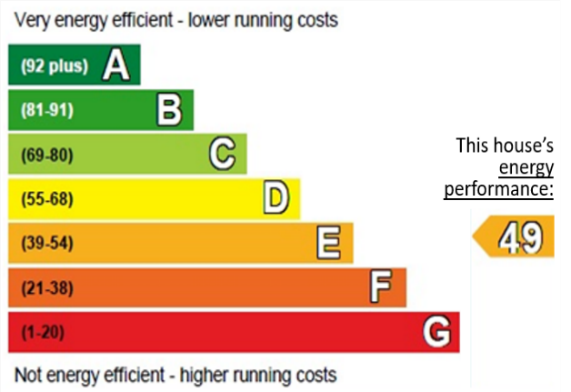 Very energy efficient - lower running costs
(92 plus) A
(81-91) B
(69-80) C
(55-68) D
(39-54) E
(21-38) F
(1-20) G
Not energy efficient - higher running costs
This house's
energy
performance:
49